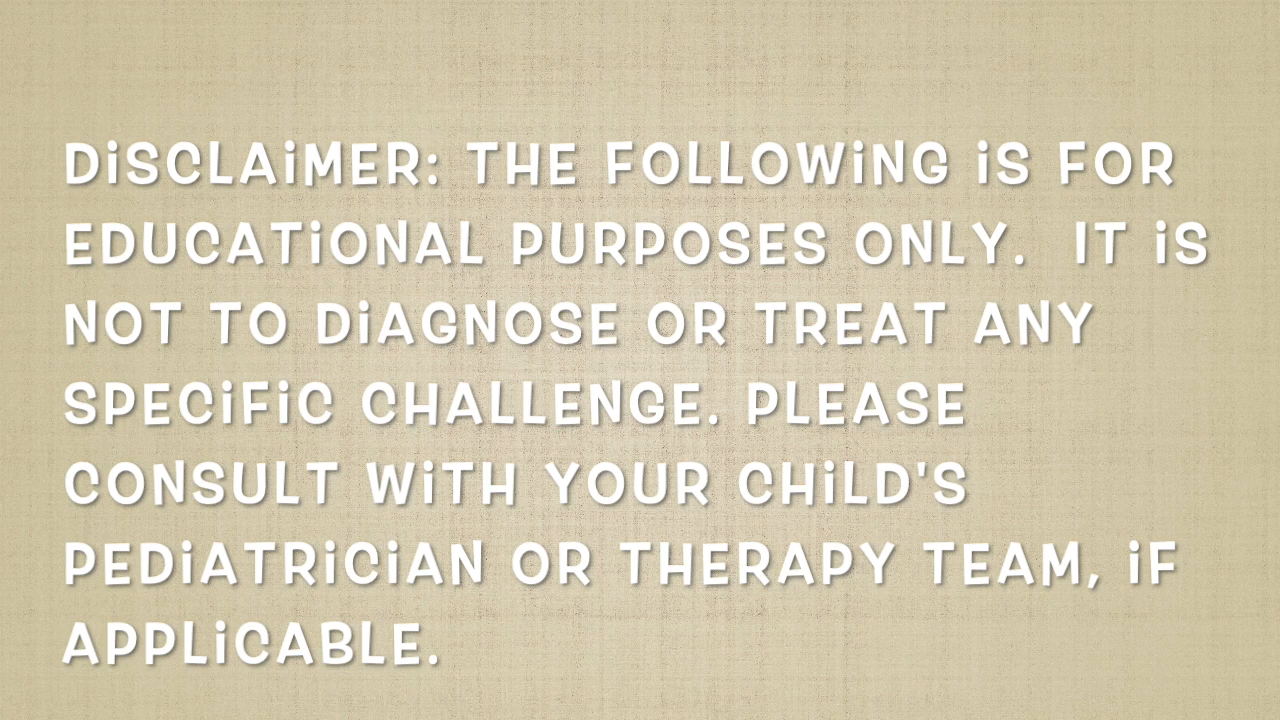 DiSCLAiMER: THE FOLLOWiNG iS FOR
EDUCATiONAL PURPOSES ONLY.  IT iS
NOT TO DiAGNOSE OR TREAT ANY
SPECiFiC CHALLENGE. PLEASE
CONSULT WiTH YOUR CHiLD'S
PEDiATRiCiAN OR THERAPY TEAM, iF
APPLiCABLE.